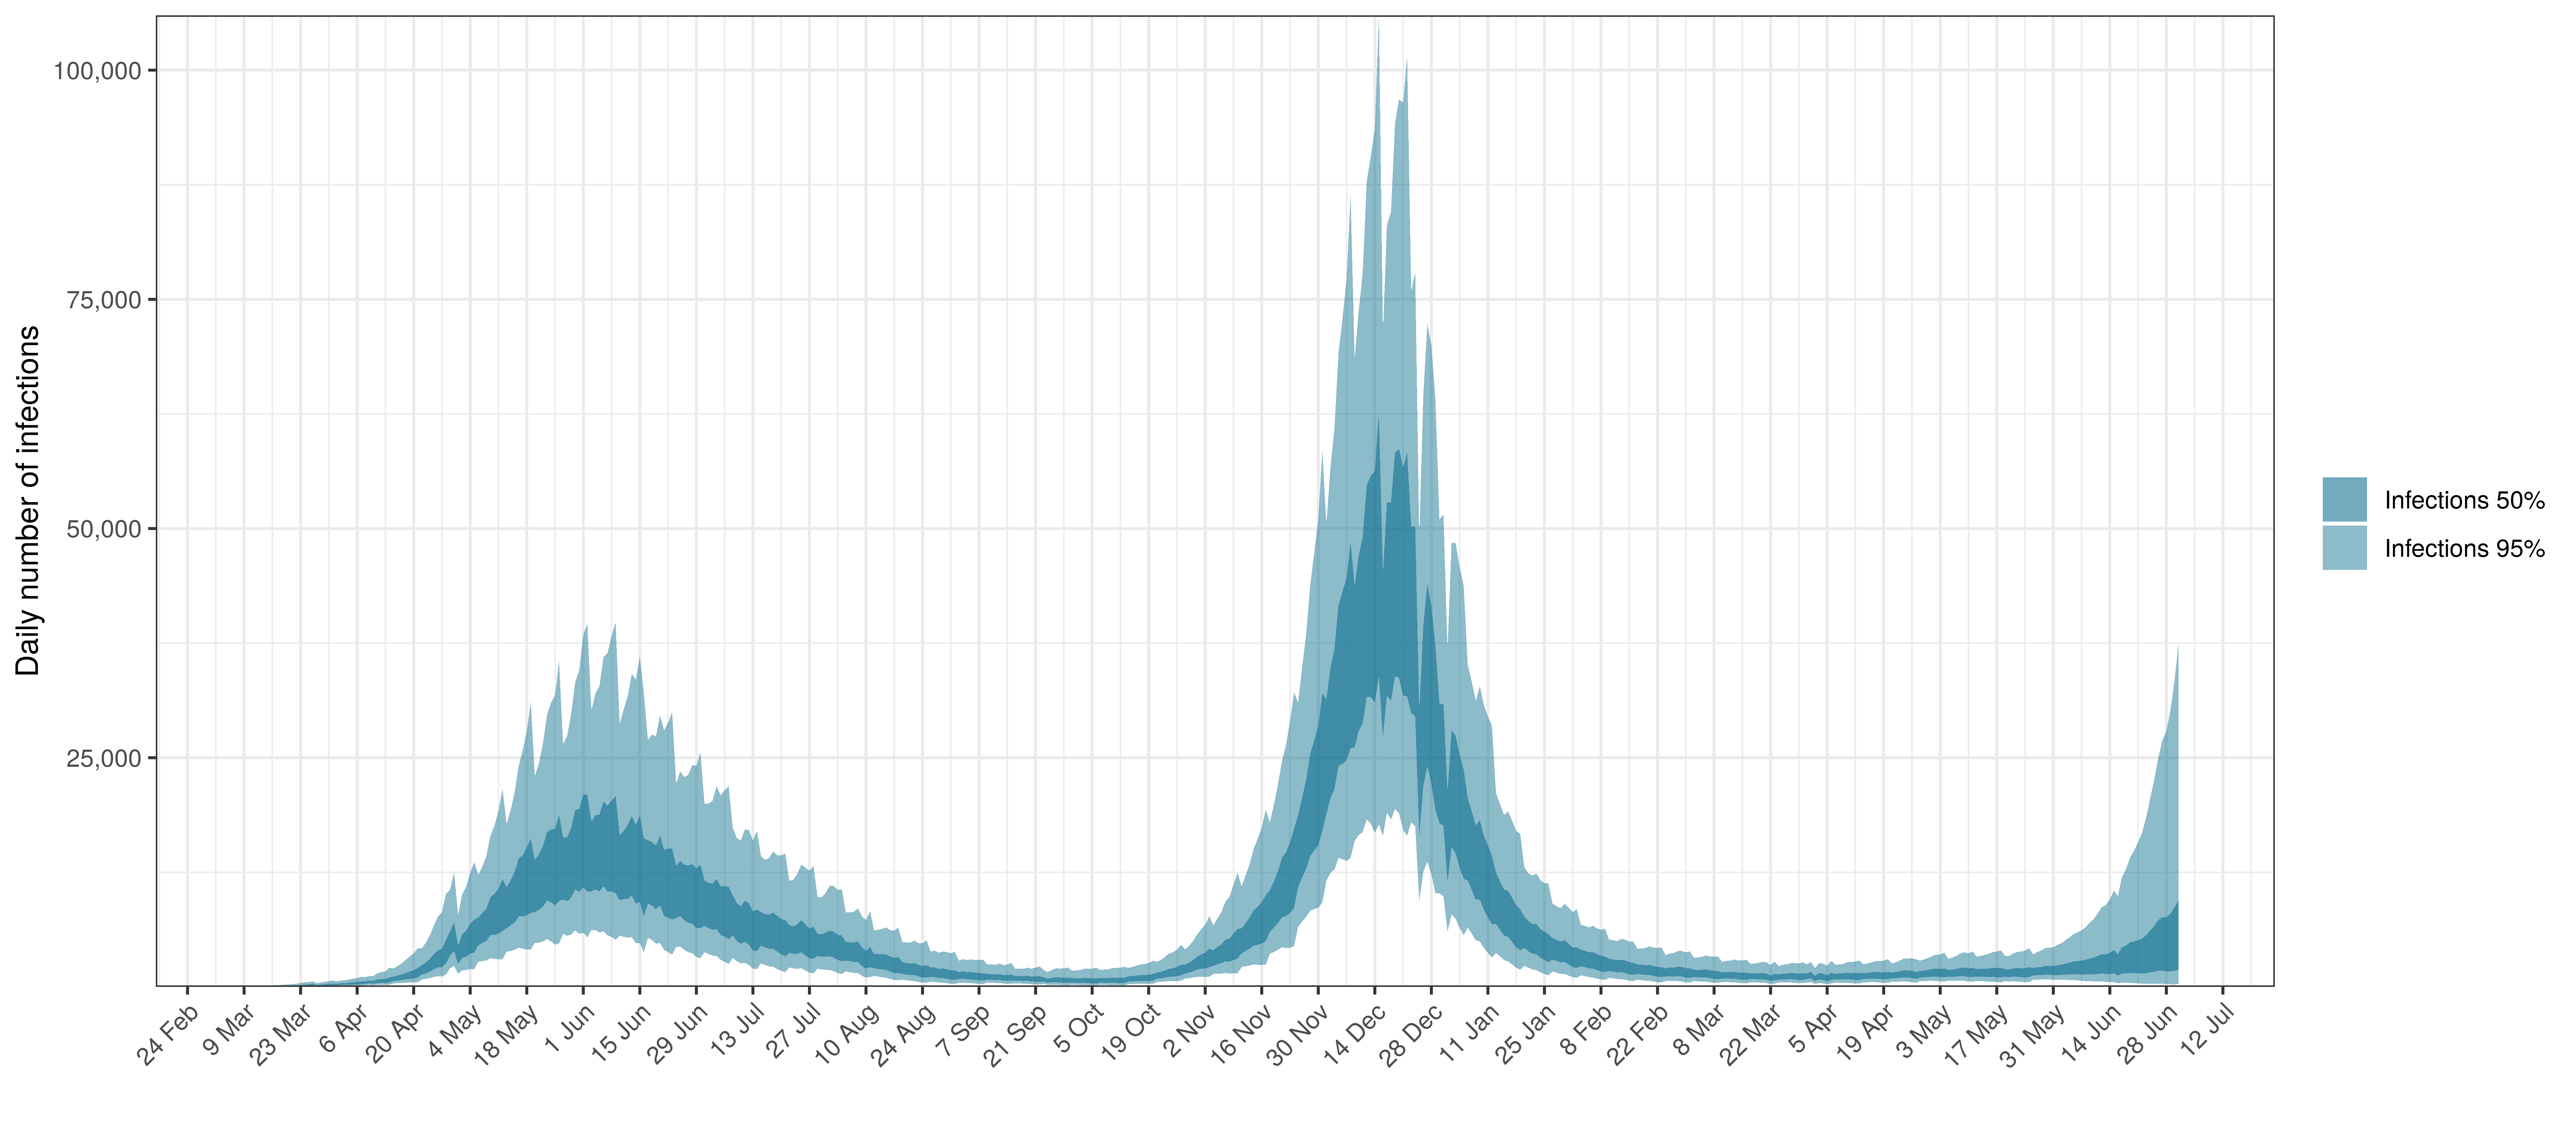 Daily number of infections
100,000
75,000
50,000
25,000
24 Feb
9 Mar
23 Mar
6 Apr
20 Apr
4 May
18 May
1 Jun
15 Jun
29 Jun
13 Jul
27 Jul
10 Aug
24 Aug
7 Sep
21 Sep
5 Oct
19 Oct
2 Nov
16 Nov
30 Nov
14 Dec
28 Dec
11 Jan
25 Jan
8 Feb
22 Feb
8 Mar
22 Mar
5 Apr
19 Apr
3 May
17 May
31 May
14 Jun
28 Jun
12 Jul
Infections 50%
Infections 95%